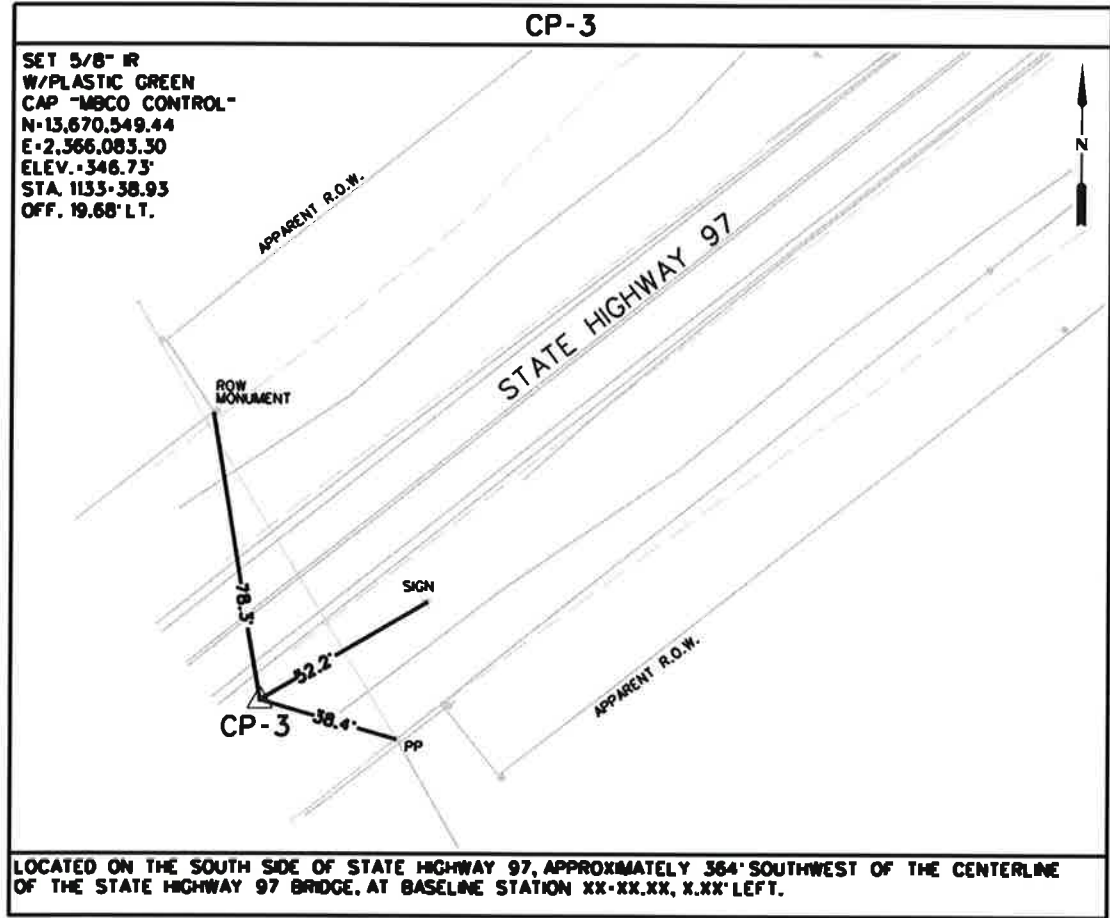 CP-3
SET 5/8" IR
W/PLASTIC GREEN
CAP "MBCO CONTROL"
N=13,670,549.44
E=2,366,083.30
ELEV.=346.73'
STA. 1133+38.93
OFF. 19.68' LT.
N
APPARENT R.O.W.
STATE HIGHWAY 97
ROW
MONUMENT
78.3'
SIGN
52.2'
CP-3
38.4'
PP
APPARENT R.O.W.
LOCATED ON THE SOUTH SIDE OF STATE HIGHWAY 97, APPROXIMATELY 364' SOUTHWEST OF THE CENTERLINE
OF THE STATE HIGHWAY 97 BRIDGE, AT BASELINE STATION XX+XX.XX, X.XX' LEFT.